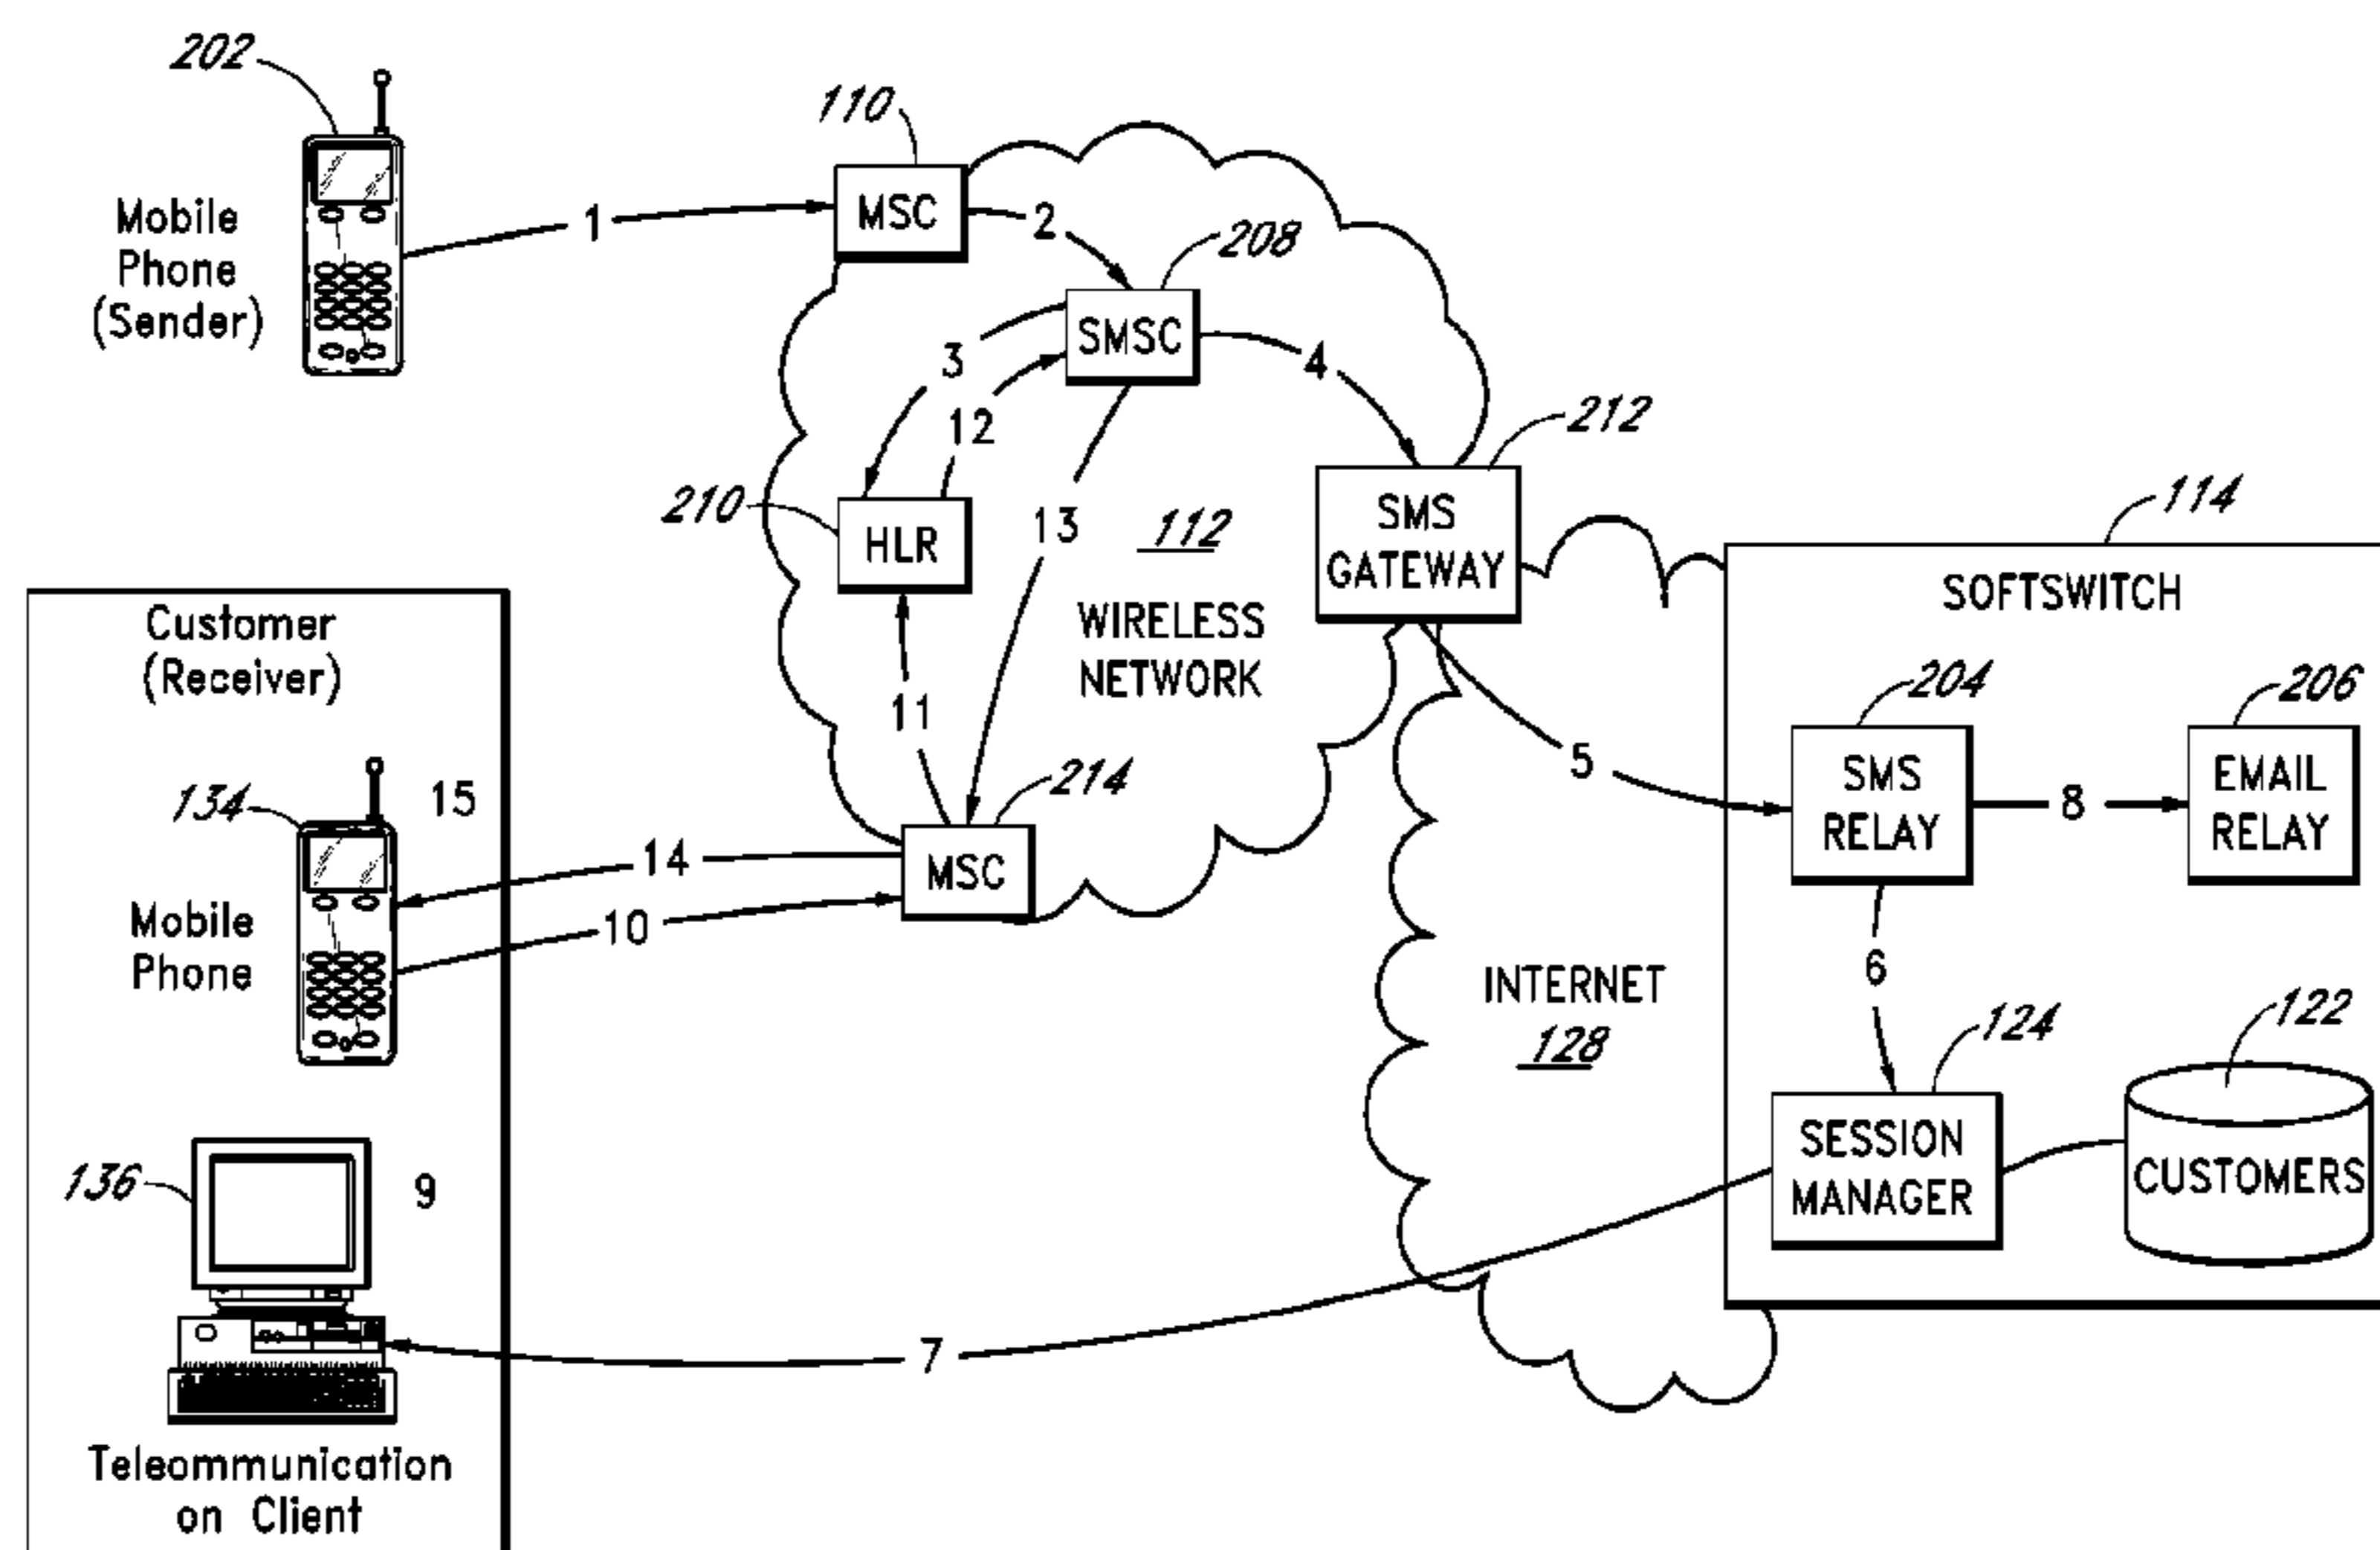 202
Mobile
Phone
(Sender)
1
110
MSC
2
208
SMSC
3
12
4
210
HLR
13
112
WIRELESS
NETWORK
11
212
SMS
GATEWAY
214
MSC
14
10
Customer
(Receiver)
134
15
Mobile
Phone
136
9
Telecommunication
on Client
7
5
INTERNET
128
114
SOFTSWITCH
204
SMS
RELAY
8
206
EMAIL
RELAY
6
124
SESSION
MANAGER
122
CUSTOMERS